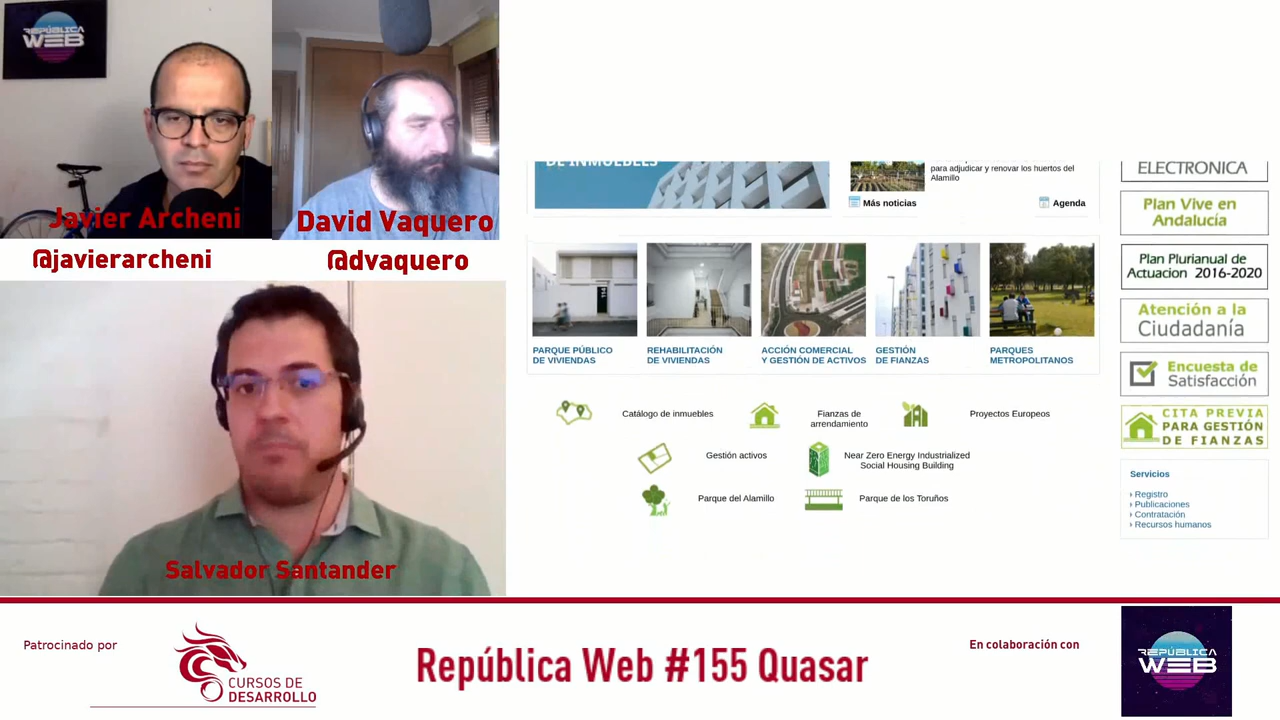 REPÚBLICA
WEB
Javier Archeni
@javierarcheni
David Vaquero
@dvaquero
Salvador Santander
DE INMUEBLES
para adjudicar y renovar los huertos del
Alamillo
Más noticias
Agenda
PARQUE PÚBLICO
DE VIVIENDAS
REHABILITACIÓN
DE VIVIENDAS
ACCIÓN COMERCIAL
Y GESTIÓN DE ACTIVOS
GESTIÓN
DE FIANZAS
PARQUES
METROPOLITANOS
Catálogo de inmuebles
Fianzas de
arrendamiento
Proyectos Europeos
Gestión activos
Near Zero Energy Industrialized
Social Housing Building
Parque del Alamillo
Parque de los Toruños
ELECTRONICA
Plan Vive en
Andalucía
Plan Plurianual de
Actuacion 2016-2020
Atención a la
Ciudadanía
Encuesta de
Satisfacción
CITA PREVIA
PARA GESTIÓN
DE FIANZAS
Servicios
› Registro
› Publicaciones
› Contratación
› Recursos humanos
Patrocinado por
CURSOS DE
DESARROLLO
República Web #155 Quasar
En colaboración con
REPÚBLICA
WEB